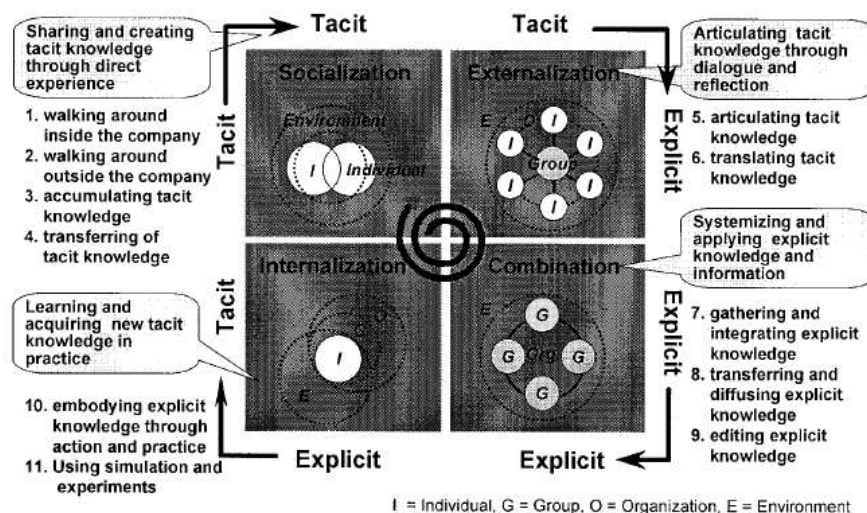 Tacit
Tacit
Sharing and creating
tacit knowledge
through direct
experience
Socialization
Externalization
Articulating tacit
knowledge through
dialogue and
reflection
1. walking around
inside the company
2. walking around
outside the company
3. accumulating tacit
knowledge
4. transferring of
tacit knowledge
Tacit
Environment
I
Individual
E
O
I
I
I
Group
I
I
I
Explicit
5. articulating tacit
knowledge
6. translating tacit
knowledge
Internalization
Combination
Systemizing and
applying explicit
knowledge and
information
Learning and
acquiring new tacit
knowledge in
practice
Tacit
O
G
I
E
E
G
G
Org.
G
G
Explicit
7. gathering and
integrating explicit
knowledge
8. transferring and
diffusing explicit
knowledge
9. editing explicit
knowledge
10. embodying explicit
knowledge through
action and practice
11. Using simulation and
experiments
Explicit
Explicit
I = Individual, G = Group, O = Organization, E = Environment